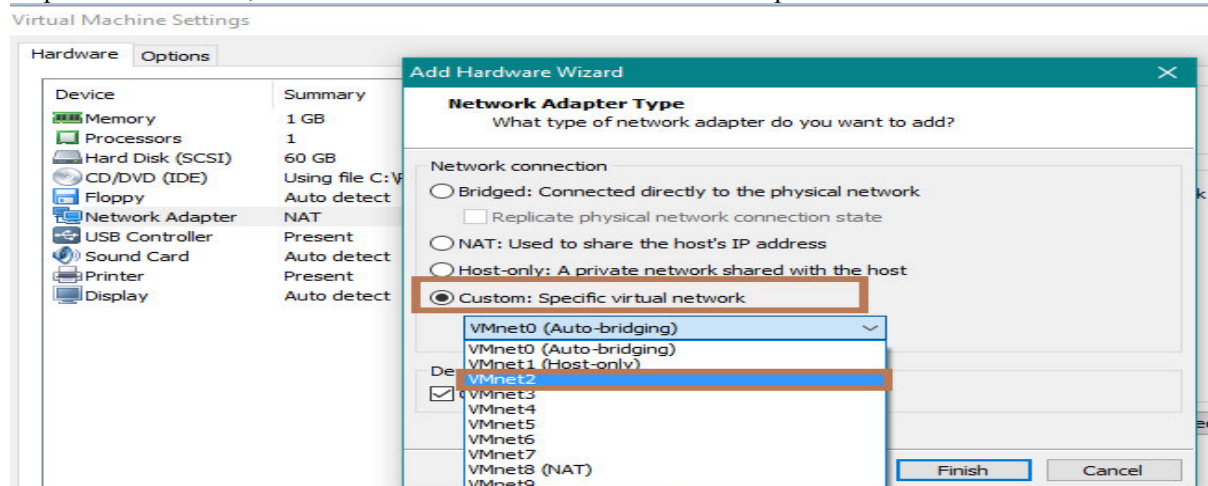 Virtual Machine Settings
Hardware Options
Device Summary
Memory 1 GB
Processors 1
Hard Disk (SCSI) 60 GB
CD/DVD (IDE) Using file C:\
Floppy Auto detect
Network Adapter NAT
USB Controller Present
Sound Card Auto detect
Printer Present
Display Auto detect
Add Hardware Wizard
Network Adapter Type
What type of network adapter do you want to add?
Network connection
Bridged: Connected directly to the physical network
Replicate physical network connection state
NAT: Used to share the host's IP address
Host-only: A private network shared with the host
Custom: Specific virtual network
VMnet0 (Auto-bridging)
VMnet0 (Auto-bridging)
VMnet1 (Host-only)
VMnet2
VMnet3
VMnet4
VMnet5
VMnet6
VMnet7
VMnet8 (NAT)
VMnet9
De
Finish Cancel